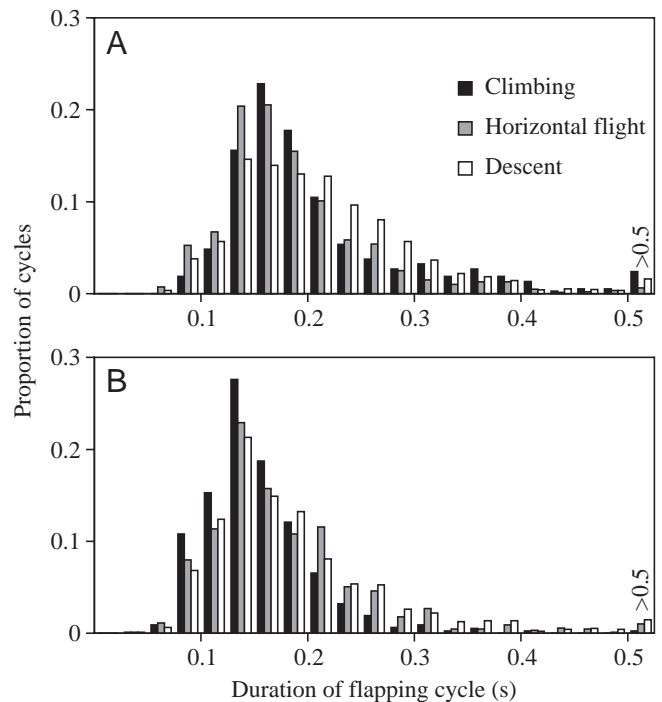 0.3
A
Climbing
Horizontal flight
Descent
0.2
0.1
0
>0.5
0.1 0.2 0.3 0.4 0.5
Proportion of cycles
0.3
B
0.2
0.1
0
>0.5
0.1 0.2 0.3 0.4 0.5
Duration of flapping cycle (s)